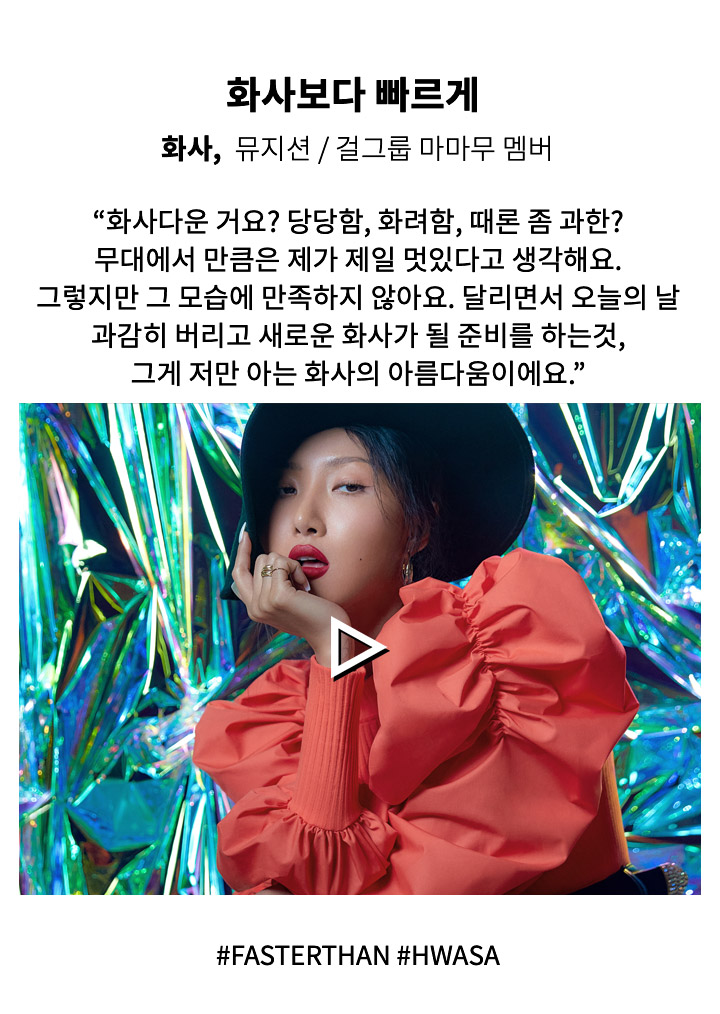 화사보다 빠르게
화사, 뮤지션 / 걸그룹 마마무 멤버
“화사다운 거요? 당당함, 화려함, 때론 좀 과한?
무대에서 만큼은 제가 제일 멋있다고 생각해요.
그렇지만 그 모습에 만족하지 않아요. 달리면서 오늘의 날
과감히 버리고 새로운 화사가 될 준비를 하는것,
그게 저만 아는 화사의 아름다움이에요.”
#FASTERTHAN #HWASA